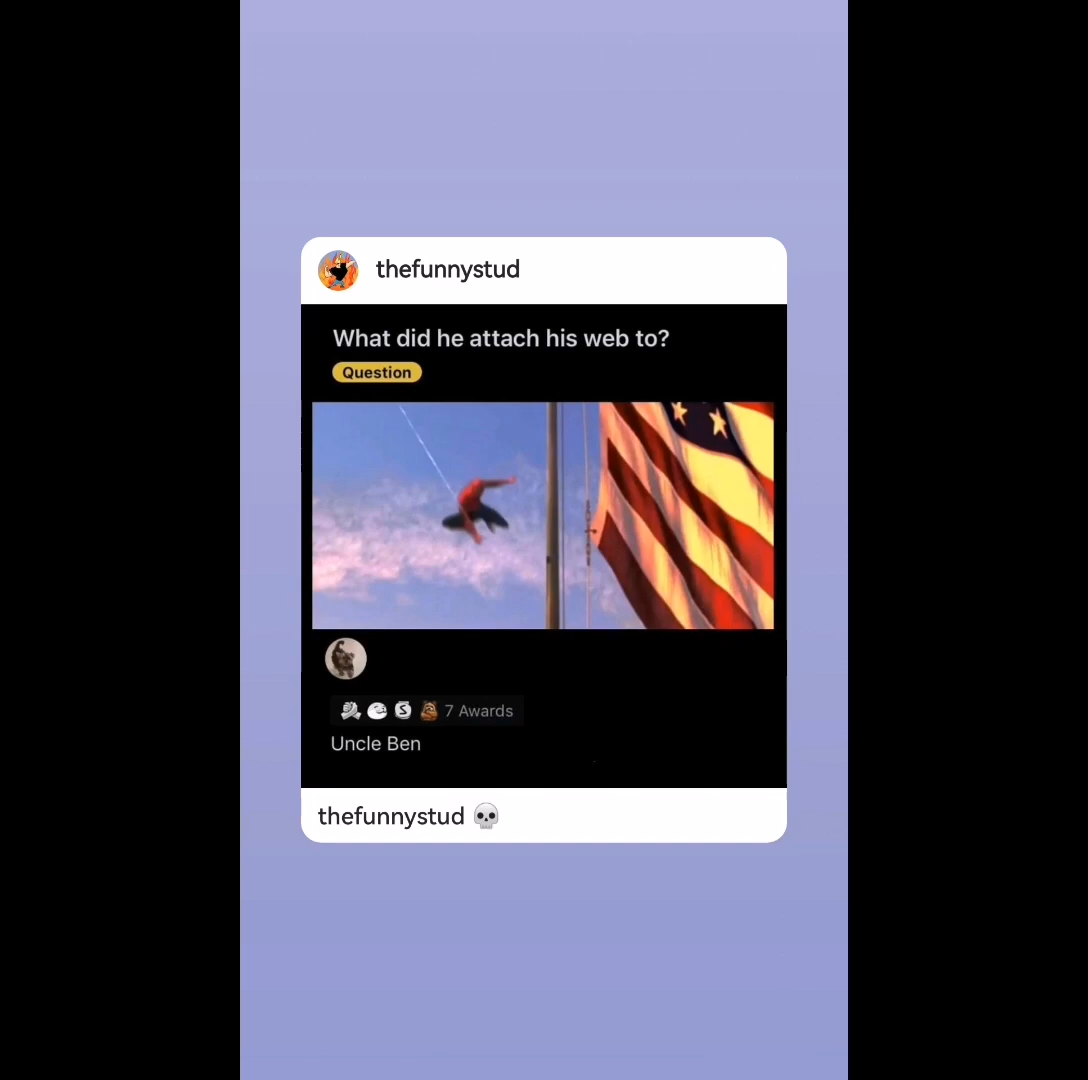 thefunnystud
What did he attach his web to?
Question
7 Awards
Uncle Ben
thefunnystud 💀